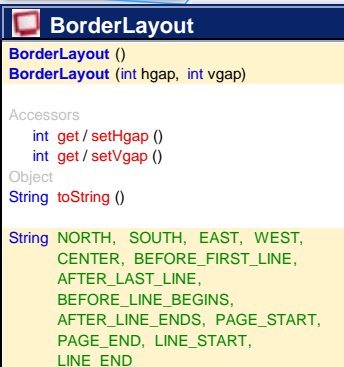 BorderLayout
BorderLayout ()
BorderLayout (int hgap, int vgap)
Accessors
int get / setHgap ()
int get / setVgap ()
Object
String toString ()
String NORTH, SOUTH, EAST, WEST,
CENTER, BEFORE_FIRST_LINE,
AFTER_LAST_LINE,
BEFORE_LINE_BEGINS,
AFTER_LINE_ENDS, PAGE_START,
PAGE_END, LINE_START,
LINE_END